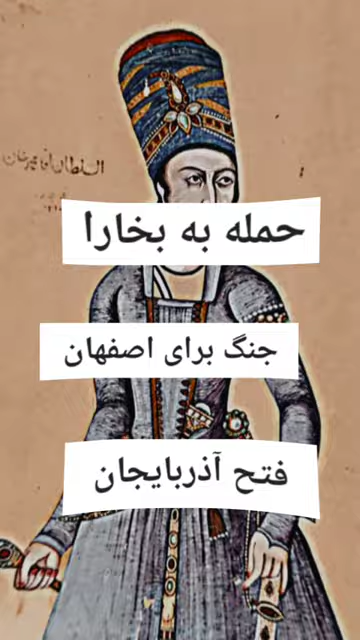 حمله به بخارا
جنگ برای اصفهان
فتح آذربایجان